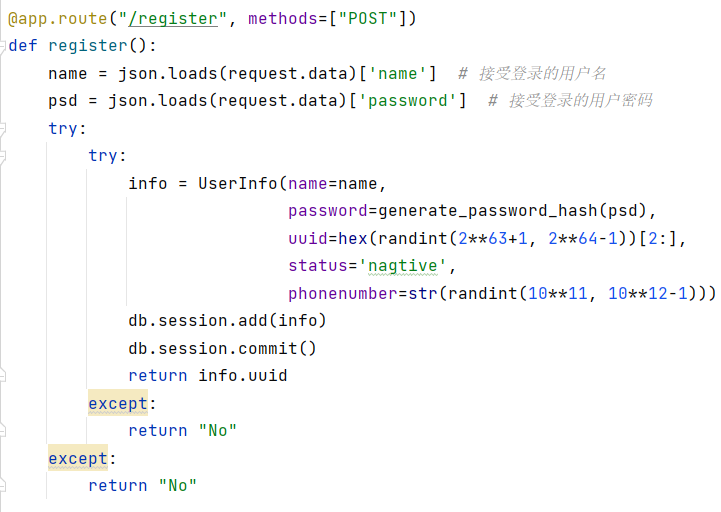 @app.route("/register", methods=["POST"])
def register():
    name = json.loads(request.data)['name']  # 接受登录的用户名
    psd = json.loads(request.data)['password']  # 接受登录的用户密码
    try:
        try:
            info = UserInfo(name=name,
                            password=generate_password_hash(psd),
                            uuid=hex(randint(2**63+1, 2**64-1))[2:],
                            status='nagtive',
                            phonenumber=str(randint(10**11, 10**12-1)))
            db.session.add(info)
            db.session.commit()
            return info.uuid
        except:
            return "No"
    except:
        return "No"